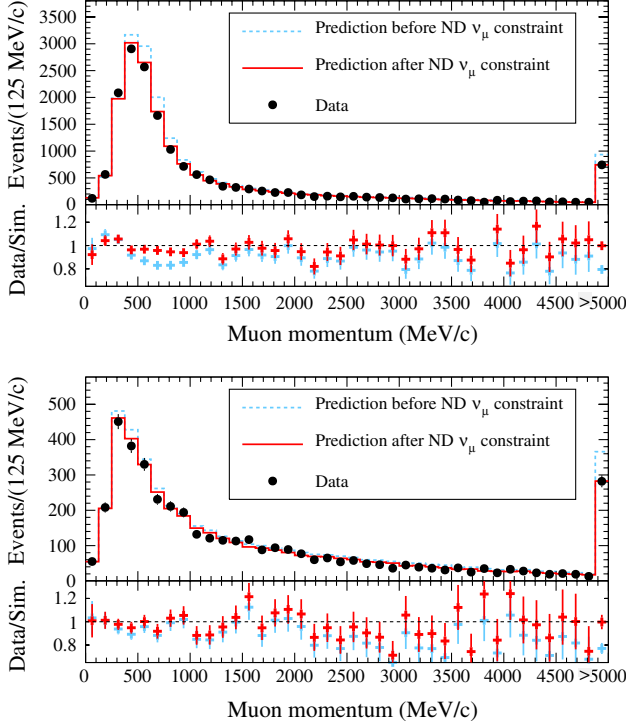 Events/(125 MeV/c)
3500
3000
2500
2000
1500
1000
500
0
Prediction before ND νμ constraint
Prediction after ND νμ constraint
Data
Data/Sim.
1.2
1
0.8
0 500 1000 1500 2000 2500 3000 3500 4000 4500 >5000
Muon momentum (MeV/c)
Events/(125 MeV/c)
500
400
300
200
100
0
Prediction before ND νμ constraint
Prediction after ND νμ constraint
Data
Data/Sim.
1.2
1
0.8
0 500 1000 1500 2000 2500 3000 3500 4000 4500 >5000
Muon momentum (MeV/c)